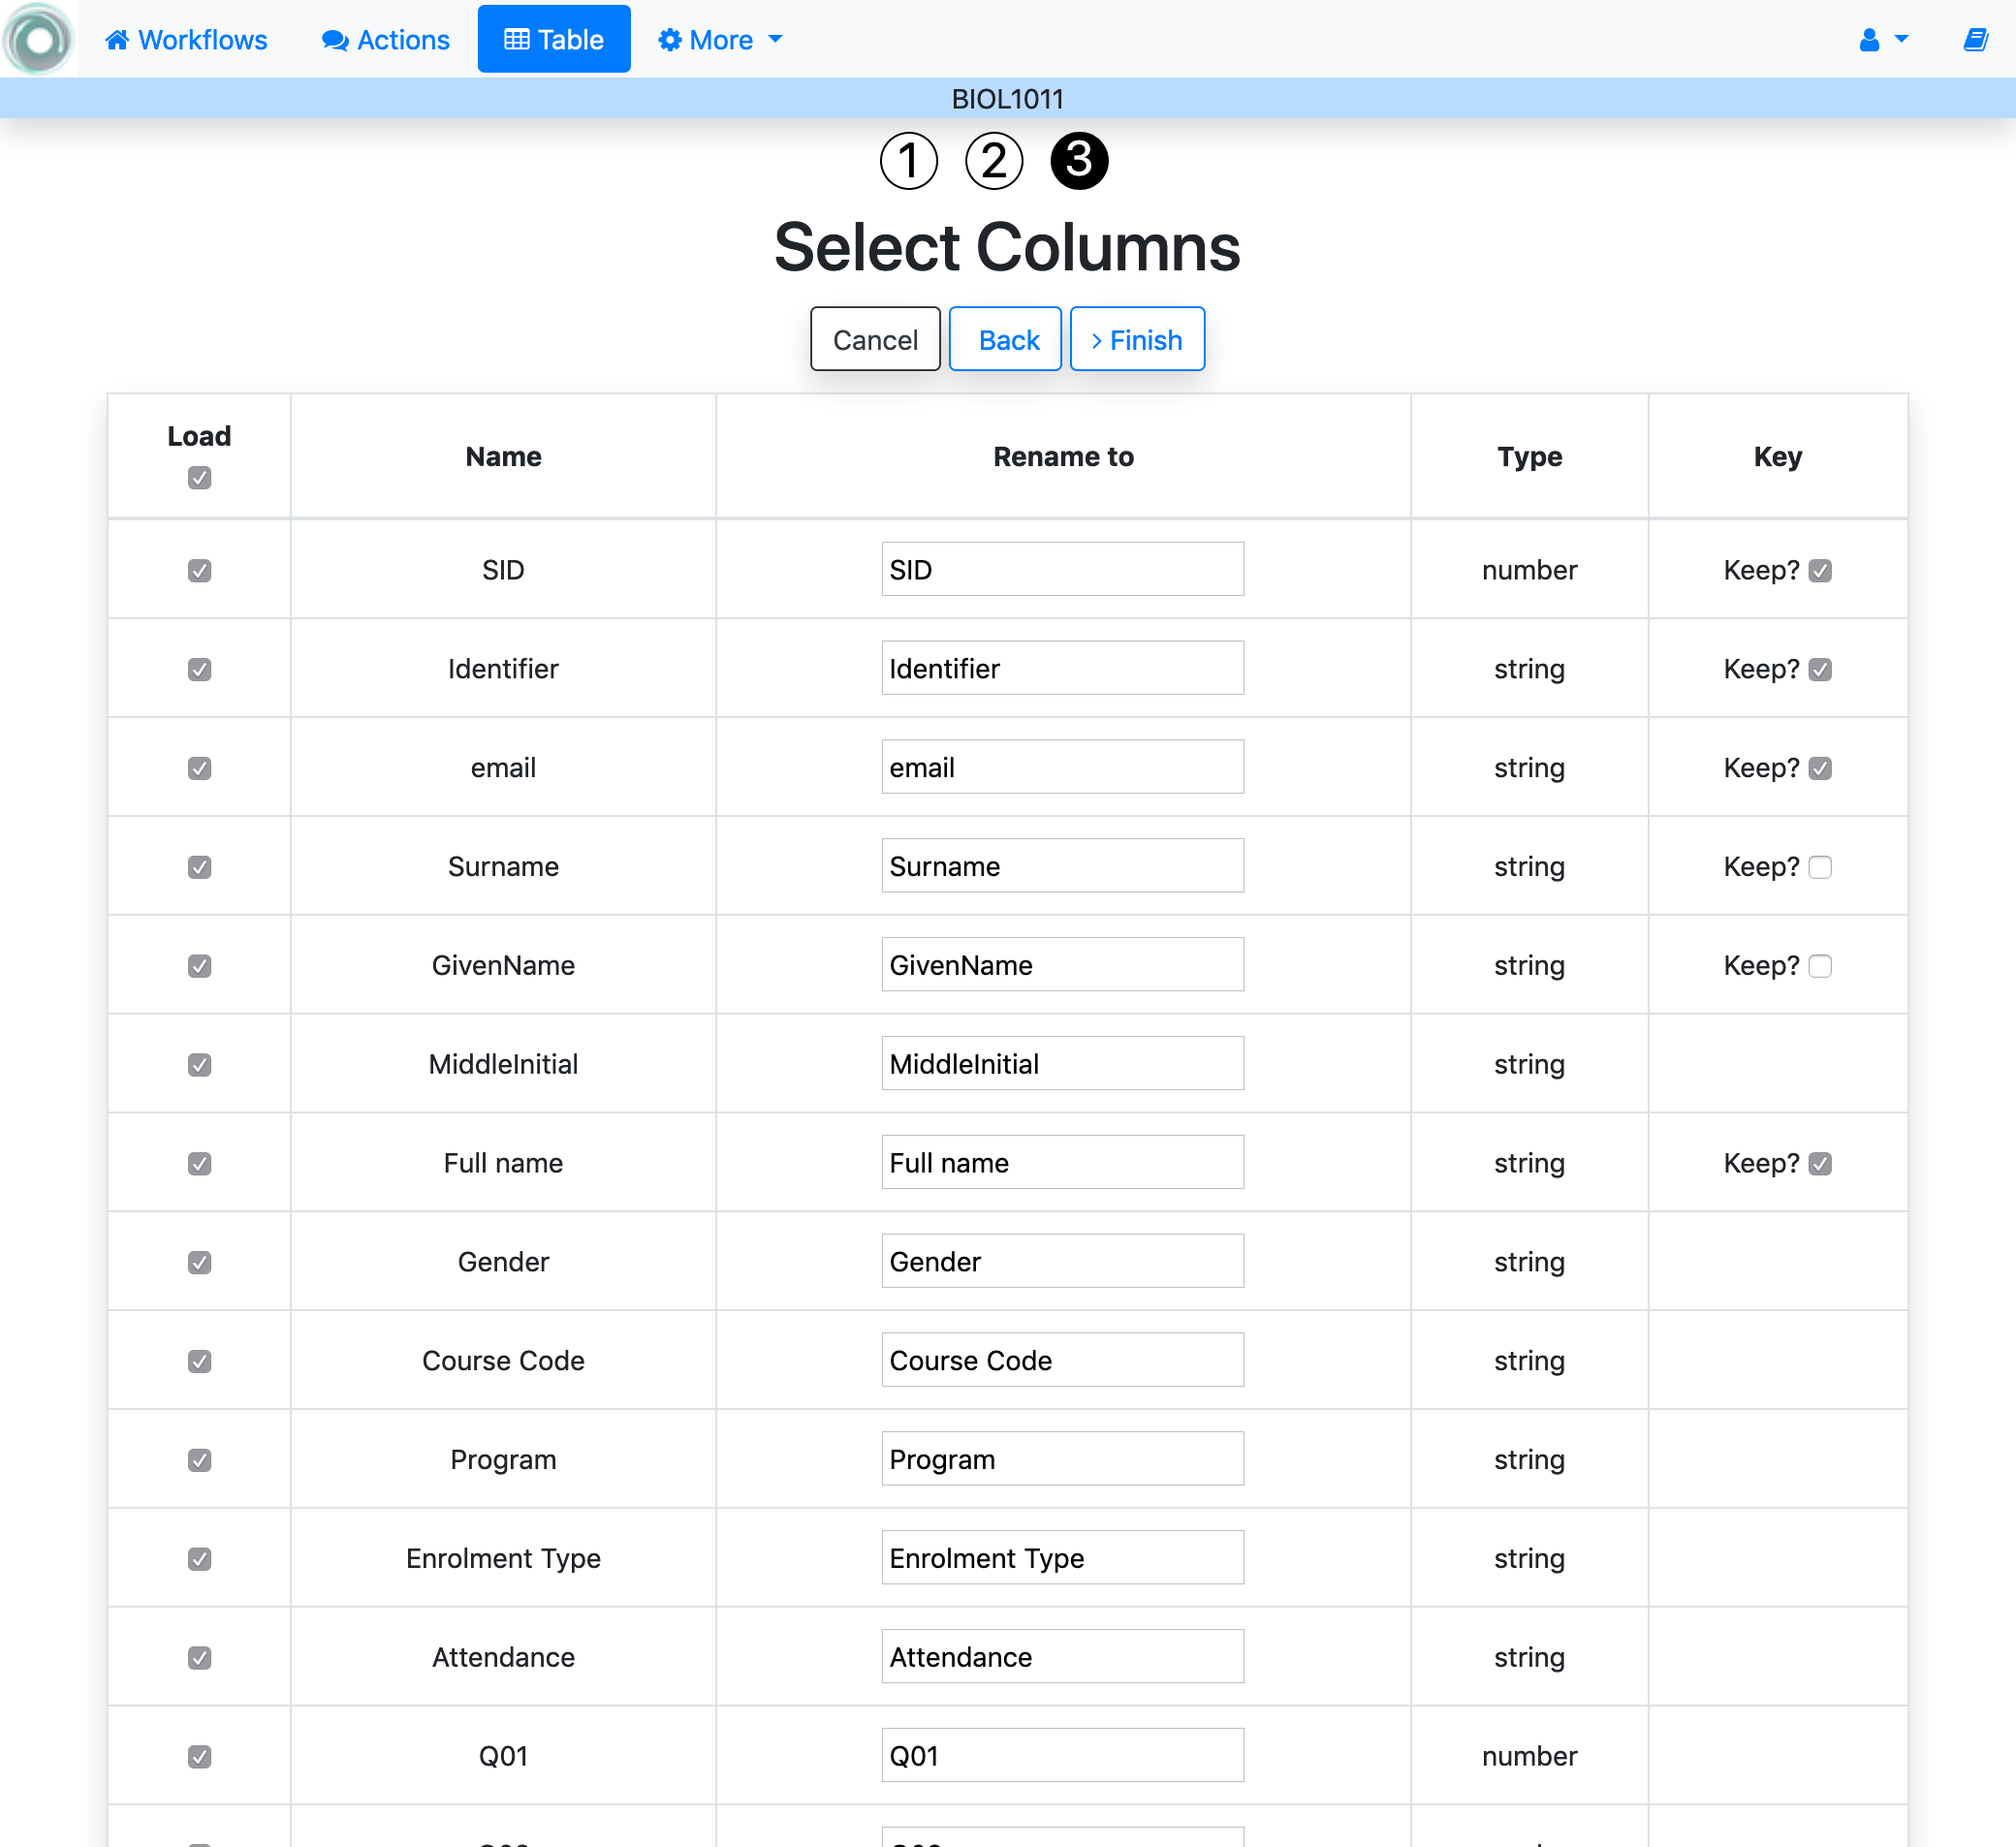 Workflows Actions Table More
BIOL1011
1 2 3
Select Columns
Cancel Back > Finish
Load Name Rename to Type Key
SID SID number Keep?
Identifier Identifier string Keep?
email email string Keep?
Surname Surname string Keep?
GivenName GivenName string Keep?
MiddleInitial MiddleInitial string
Full name Full name string Keep?
Gender Gender string
Course Code Course Code string
Program Program string
Enrolment Type Enrolment Type string
Attendance Attendance string
Q01 Q01 number